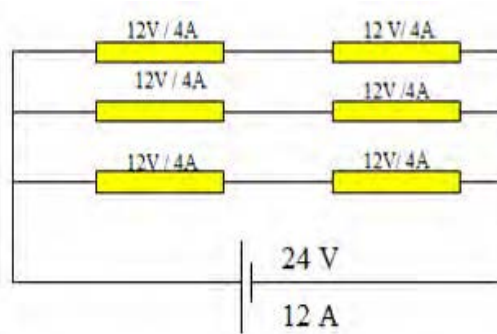 12V / 4A 12 V/ 4A
12V / 4A 12V /4A
12V / 4A 12V/ 4A
24 V
12 A